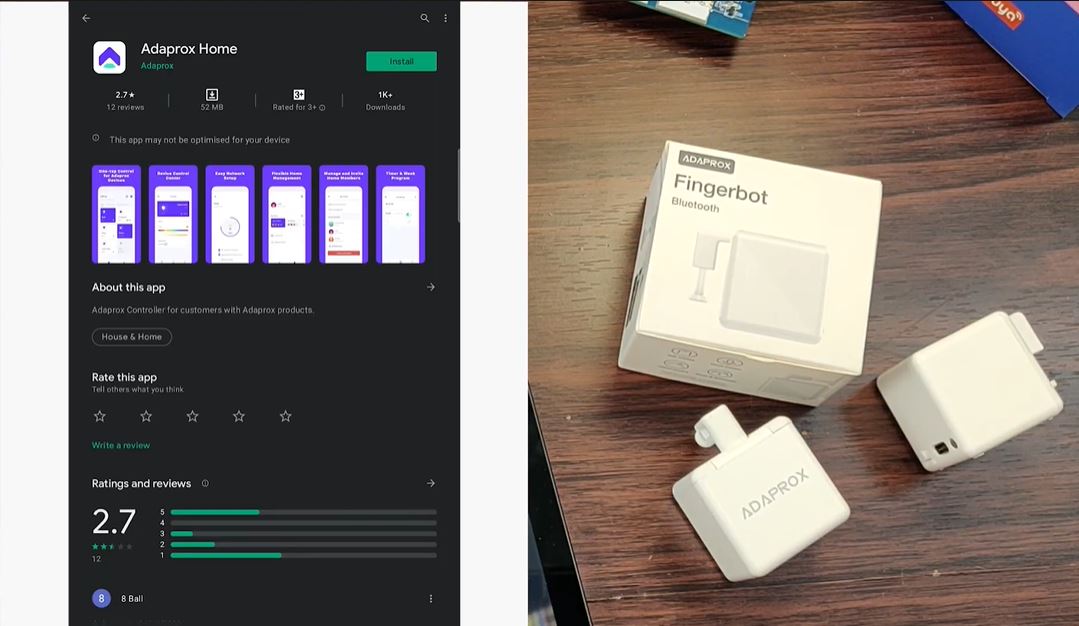 Adaprox Home
Adaprox
Install
2.7★
12 reviews
52 MB
3+
Rated for 3+
1K+
Downloads
This app may not be optimised for your device
One-tap Control
for Adaprox
Devices
Device Control
Center
Easy Network
Setup
Flexible Home
Management
Manage and Invite
Home Members
Timer & Week
Program
About this app
Adaprox Controller for customers with Adaprox products.
House & Home
Rate this app
Tell others what you think
Write a review
Ratings and reviews
2.7
12
5
4
3
2
1
8
8 Ball
ADAPROX
Fingerbot
Bluetooth
ADAPROX